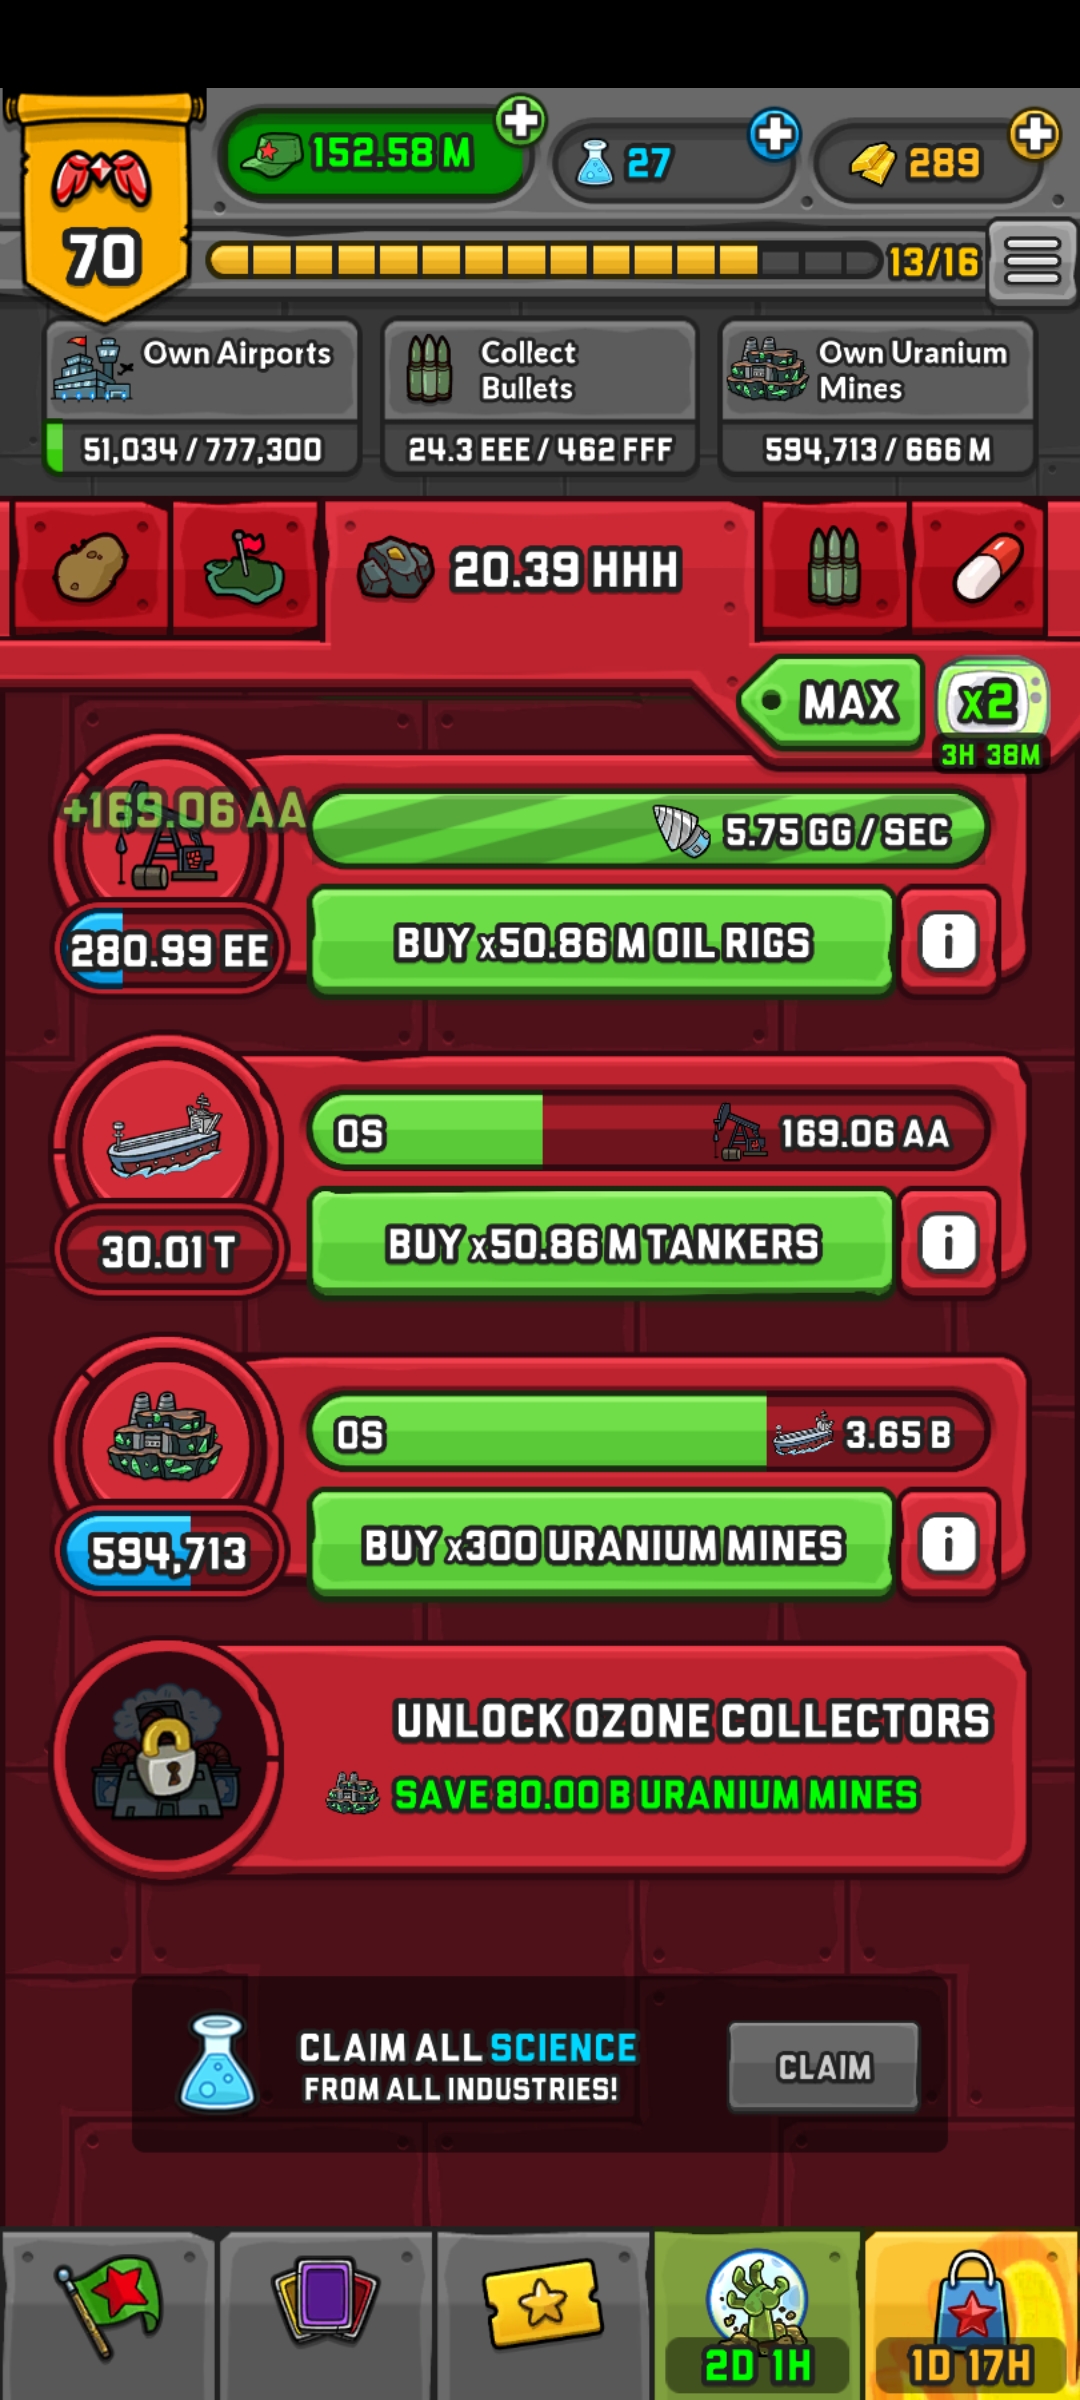 152.58 M
27
289
70
13/16
Own Airports
51,034 / 777,300
Collect
Bullets
24.3 EEE / 462 FFF
Own Uranium
Mines
594,713 / 666 M
20.39 HHH
MAX
x2
3H 38M
+169.06 AA
5.75 GG / SEC
280.99 EE
BUY x50.86 M OIL RIGS
i
0S
169.06 AA
30.01 T
BUY x50.86 M TANKERS
i
0S
3.65 B
594,713
BUY x300 URANIUM MINES
i
UNLOCK OZONE COLLECTORS
SAVE 80.00 B URANIUM MINES
CLAIM ALL SCIENCE
FROM ALL INDUSTRIES!
CLAIM
2D 1H
1D 17H